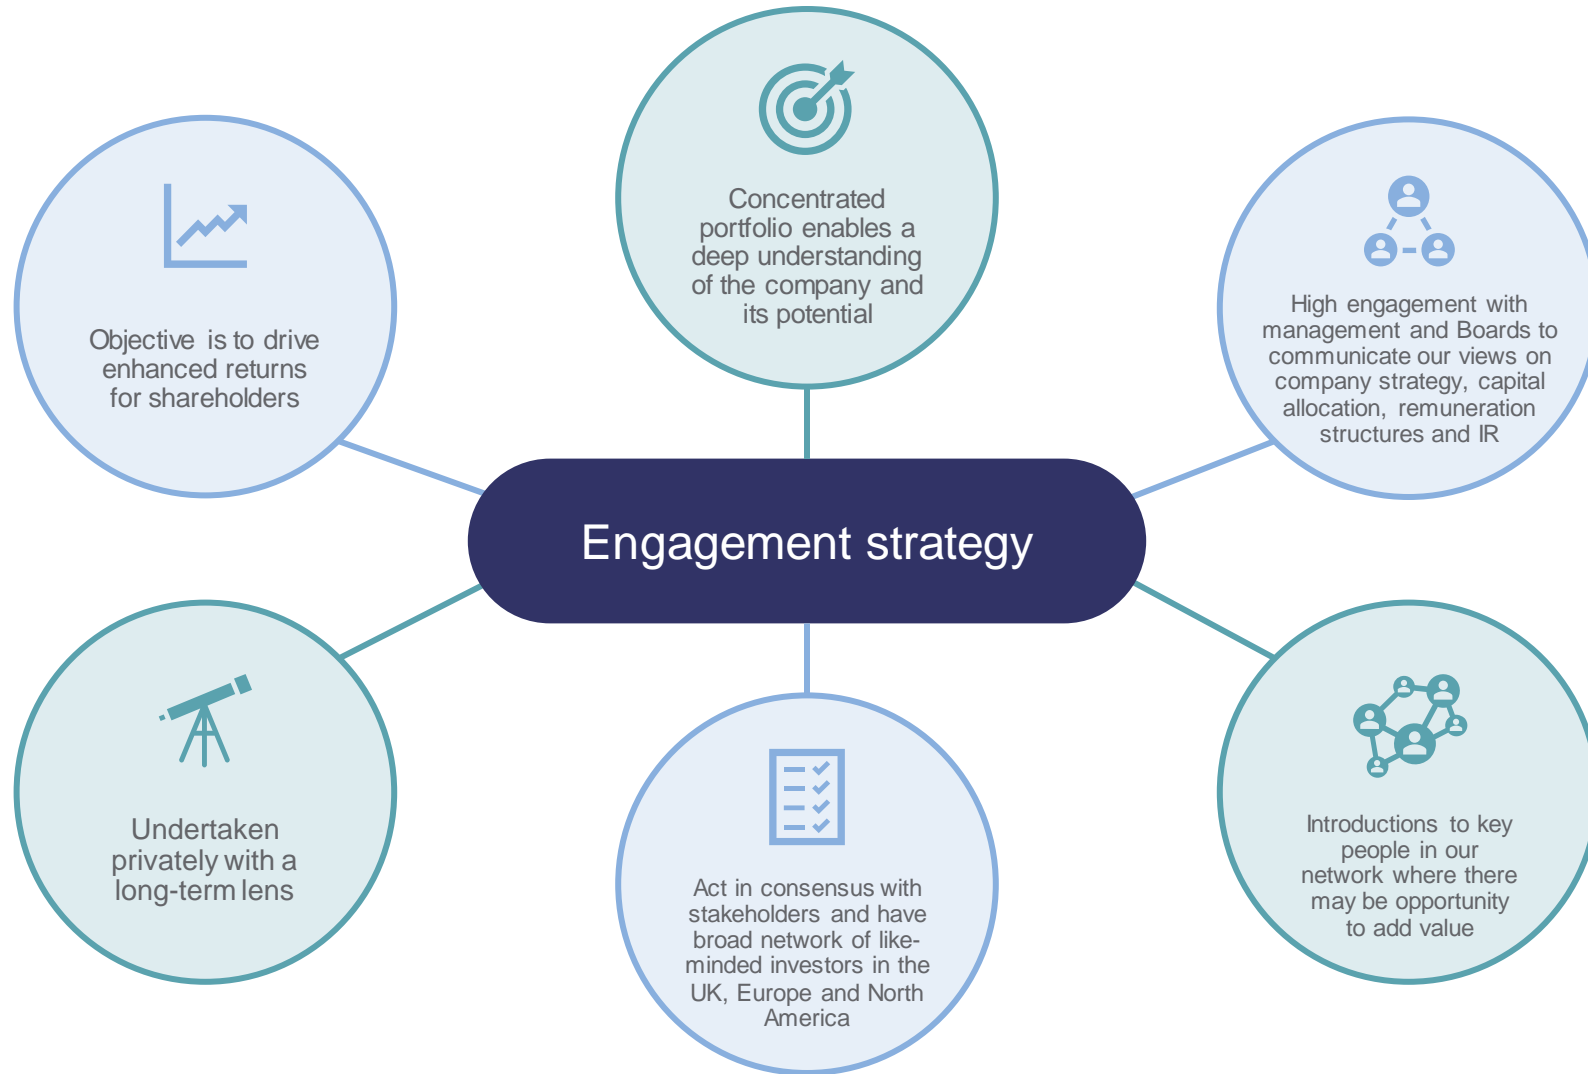 Concentrated
portfolio enables a
deep understanding
of the company and
its potential
Objective is to drive
enhanced returns
for shareholders
High engagement with
management and Boards to
communicate our views on
company strategy, capital
allocation, remuneration
structures and IR
Engagement strategy
Undertaken
privately with a
long-term lens
Act in consensus with
stakeholders and have
broad network of like-
minded investors in the
UK, Europe and North
America
Introductions to key
people in our
network where there
may be opportunity
to add value